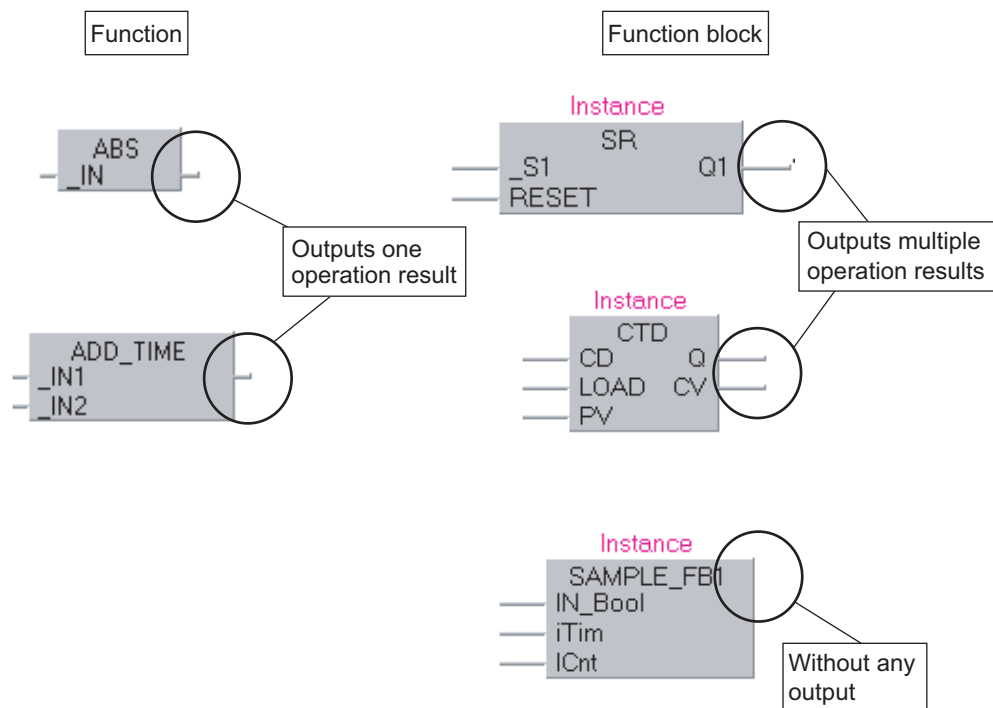 Function
Function block
ABS
_IN
Outputs one
operation result
ADD_TIME
_IN1
_IN2
Instance
SR
_S1 Q1
RESET
Outputs multiple
operation results
Instance
CTD
CD Q
LOAD CV
PV
Instance
SAMPLE_FB1
IN_Bool
iTim
ICnt
Without any
output